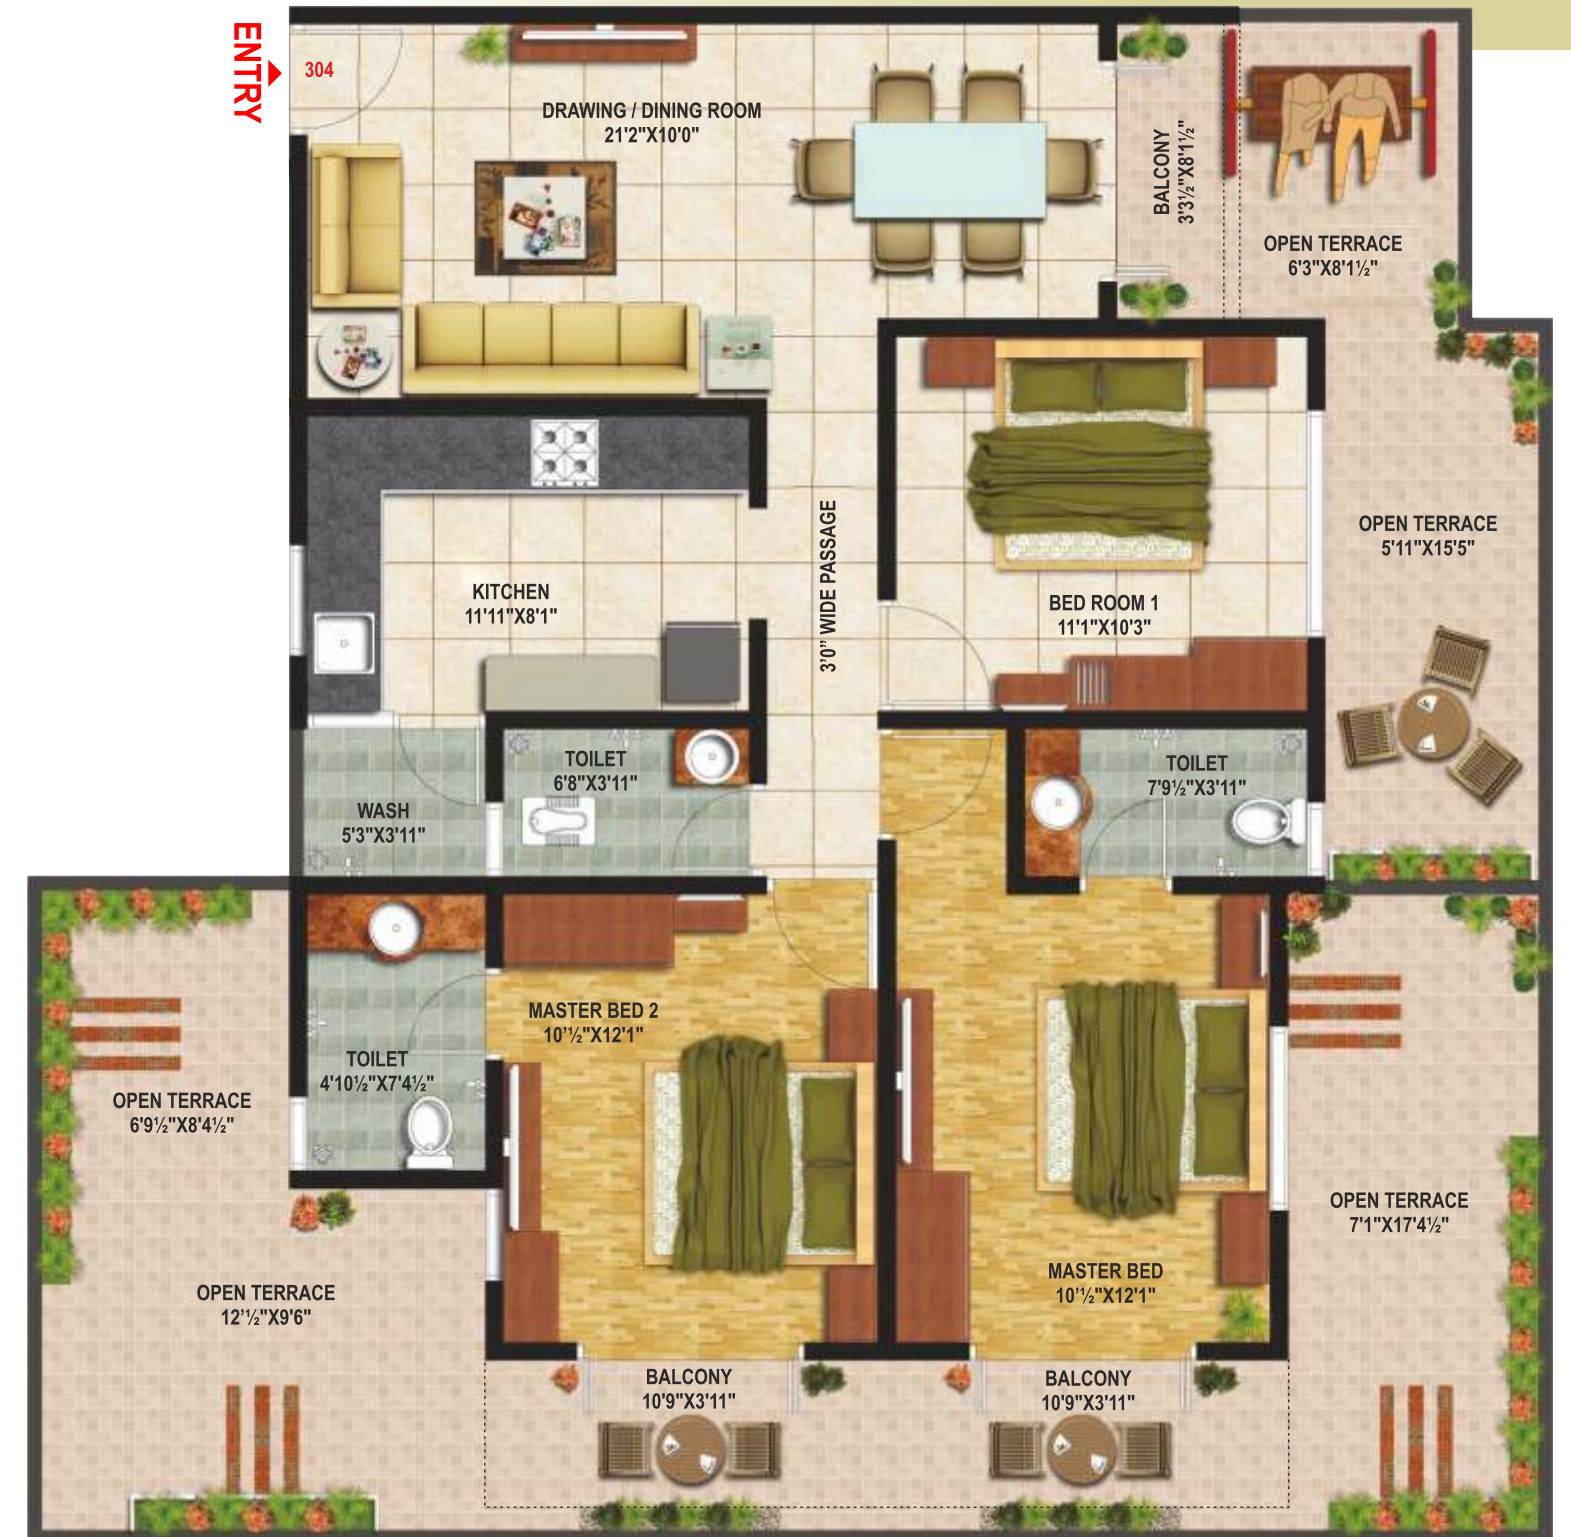 ENTRY
304
DRAWING / DINING ROOM
21'2"X10'0"
BALCONY
3'3½"X8'1½"
OPEN TERRACE
6'3"X8'1½"
OPEN TERRACE
5'11"X15'5"
KITCHEN
11'11"X8'1"
3'0" WIDE PASSAGE
BED ROOM 1
11'1"X10'3"
TOILET
6'8"X3'11"
TOILET
7'9½"X3'11"
WASH
5'3"X3'11"
MASTER BED 2
10'½"X12'1"
TOILET
4'10½"X7'4½"
OPEN TERRACE
6'9½"X8'4½"
OPEN TERRACE
7'1"X17'4½"
MASTER BED
10'½"X12'1"
OPEN TERRACE
12'½"X9'6"
BALCONY
10'9"X3'11"
BALCONY
10'9"X3'11"